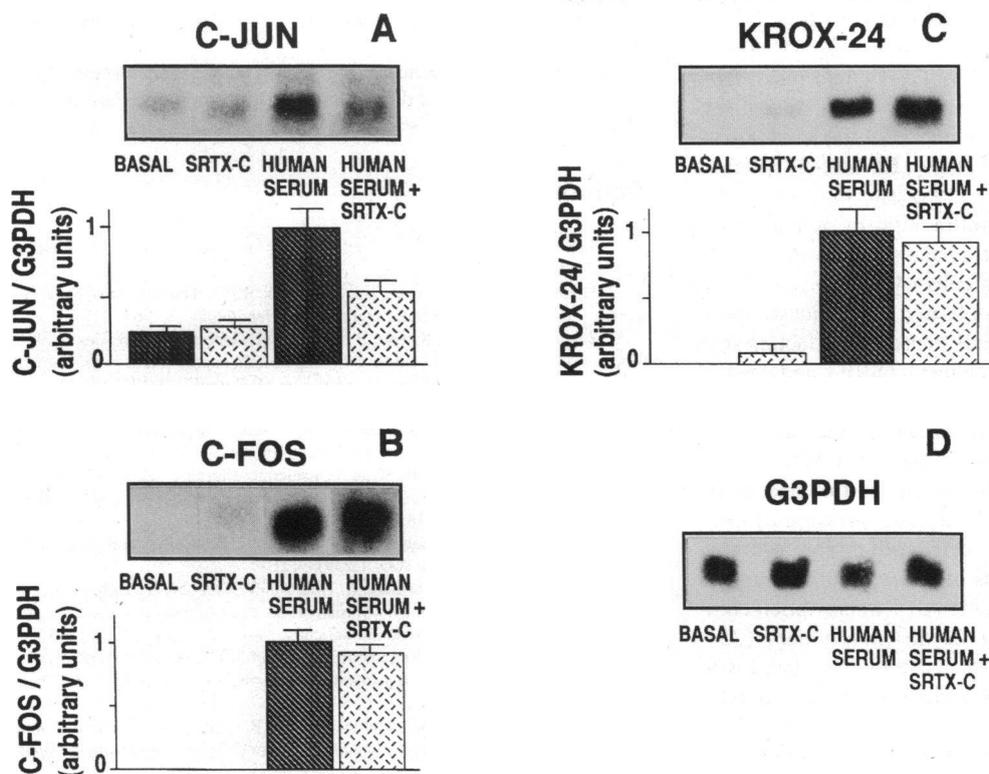 C-JUN A
BASAL SRTX-C HUMAN SERUM HUMAN SERUM + SRTX-C
C-JUN / G3PDH
(arbitrary units)
1
0
C-FOS B
BASAL SRTX-C HUMAN SERUM HUMAN SERUM + SRTX-C
C-FOS / G3PDH
(arbitrary units)
1
0
KROX-24 C
BASAL SRTX-C HUMAN SERUM HUMAN SERUM + SRTX-C
KROX-24/ G3PDH
(arbitrary units)
1
0
D
G3PDH
BASAL SRTX-C HUMAN SERUM HUMAN SERUM + SRTX-C